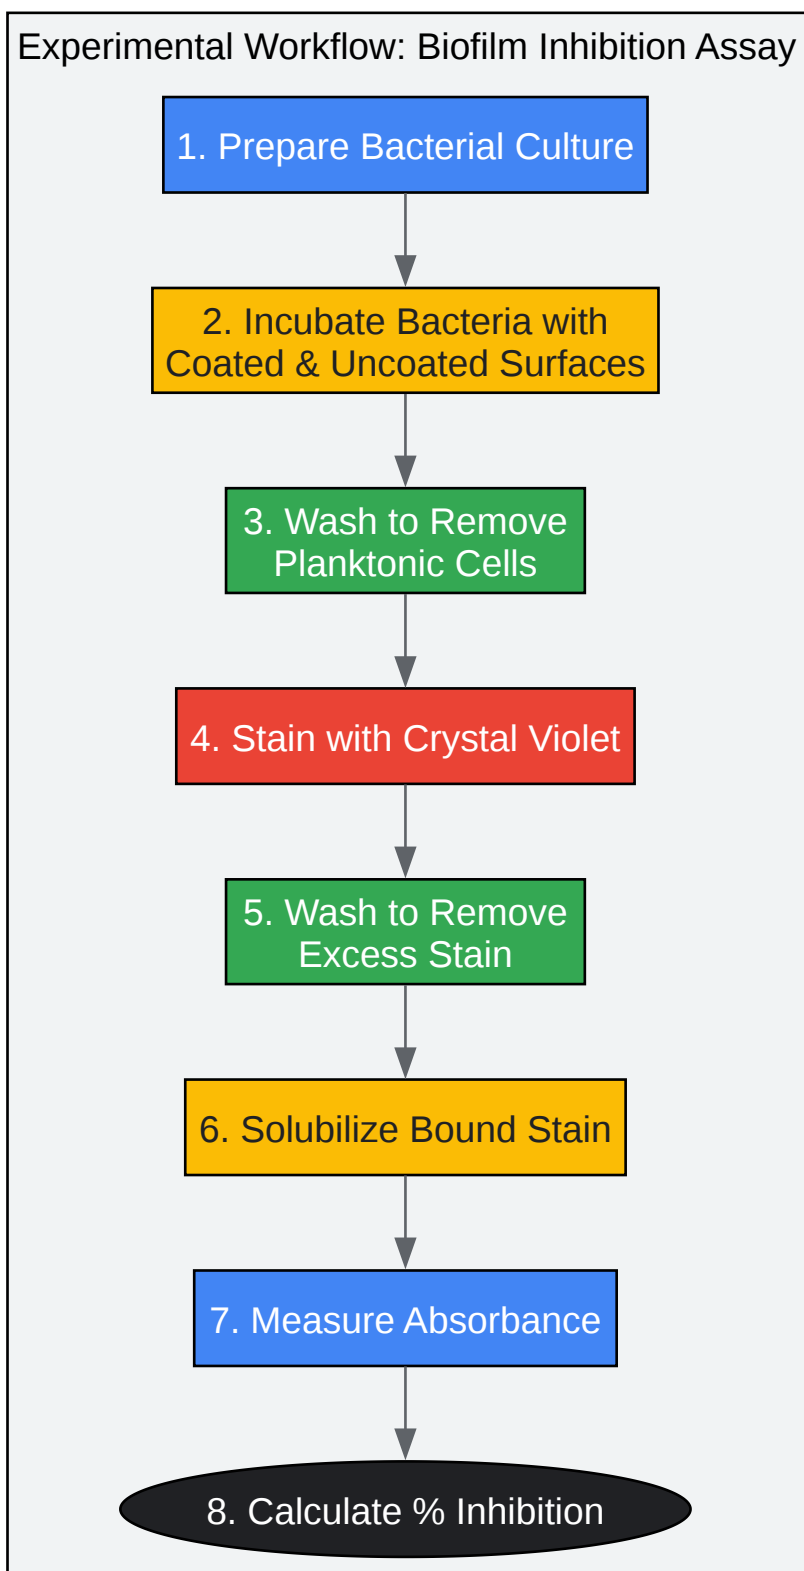 Experimental Workflow: Biofilm Inhibition Assay
1. Prepare Bacterial Culture
2. Incubate Bacteria with
Coated & Uncoated Surfaces
3. Wash to Remove
Planktonic Cells
4. Stain with Crystal Violet
5. Wash to Remove
Excess Stain
6. Solubilize Bound Stain
7. Measure Absorbance
8. Calculate % Inhibition